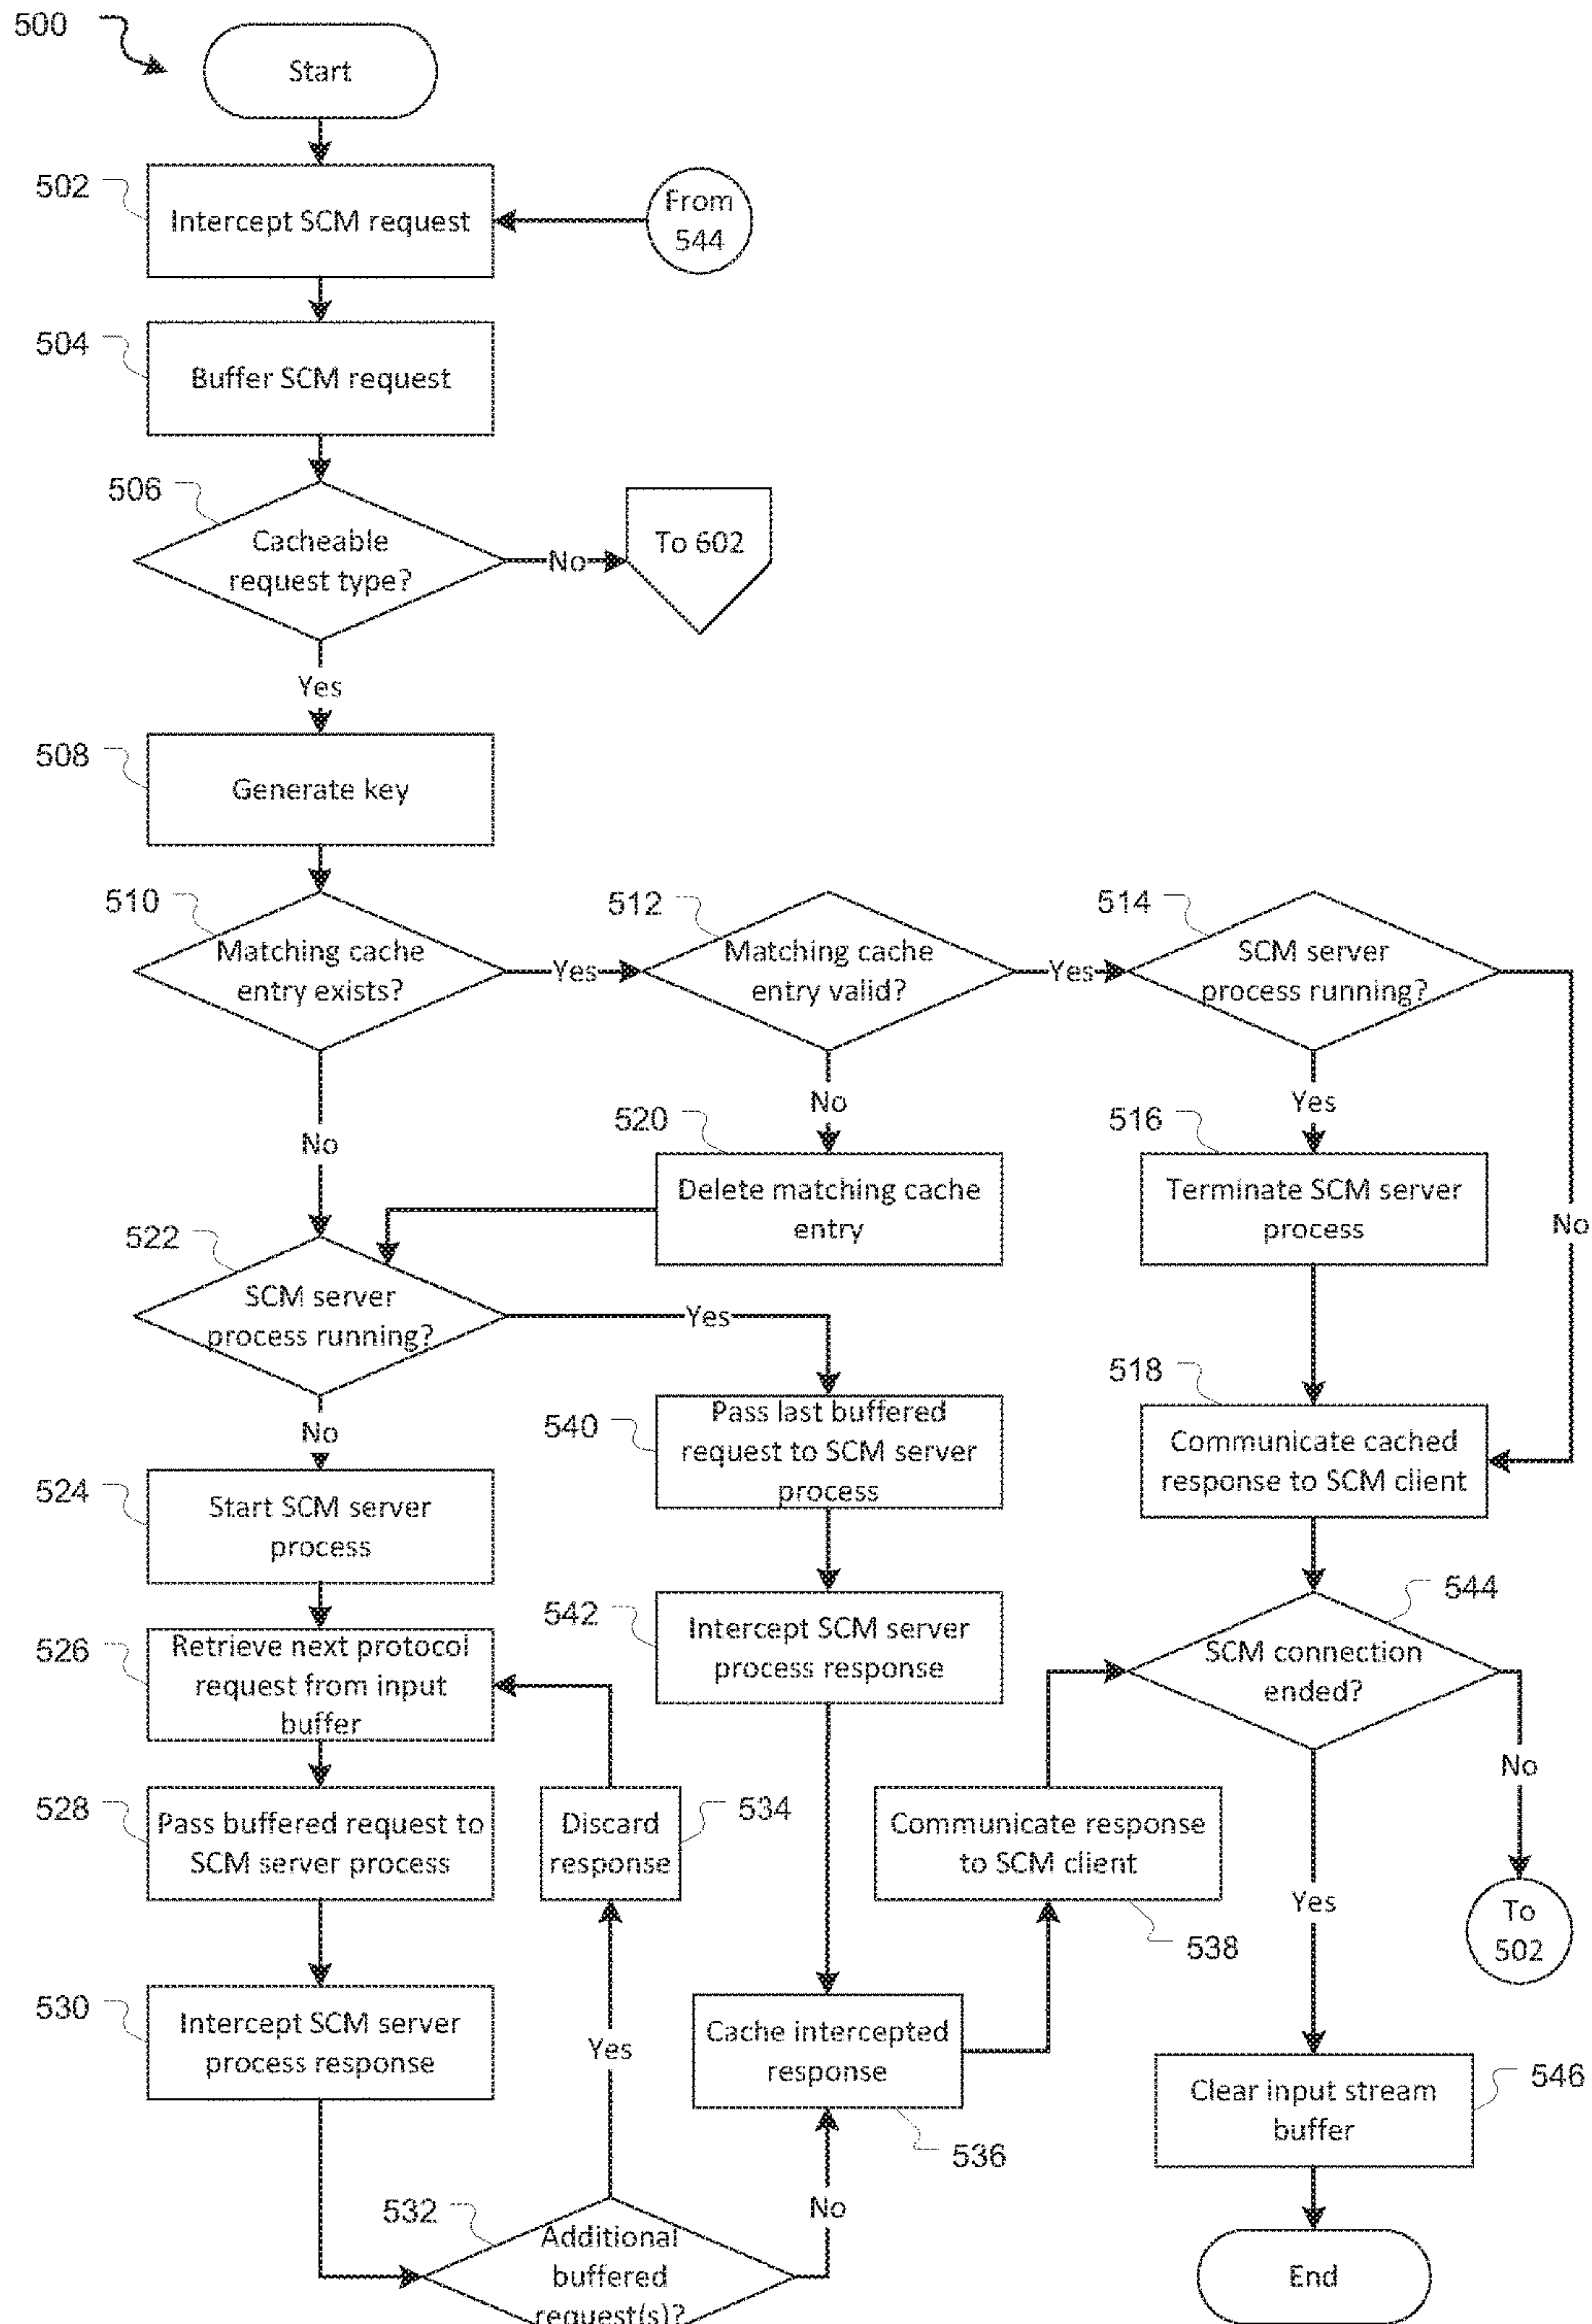 500
Start
502
Intercept SCM request
From
544
504
Buffer SCM request
506
Cacheable
request type?
No
To 602
Yes
508
Generate key
510
Matching cache
entry exists?
Yes
512
Matching cache
entry valid?
Yes
514
SCM server
process running?
No
No
Yes
No
520
Delete matching cache
entry
516
Terminate SCM server
process
522
SCM server
process running?
Yes
No
518
Communicate cached
response to SCM client
540
Pass last buffered
request to SCM server
process
524
Start SCM server
process
542
Intercept SCM server
process response
544
SCM connection
ended?
No
To
502
Yes
526
Retrieve next protocol
request from input
buffer
528
Pass buffered request to
SCM server process
534
Discard
response
Communicate response
to SCM client
538
530
Intercept SCM server
process response
Yes
Cache intercepted
response
536
No
532
Additional
buffered
request(s)?
Clear input stream
buffer
546
End